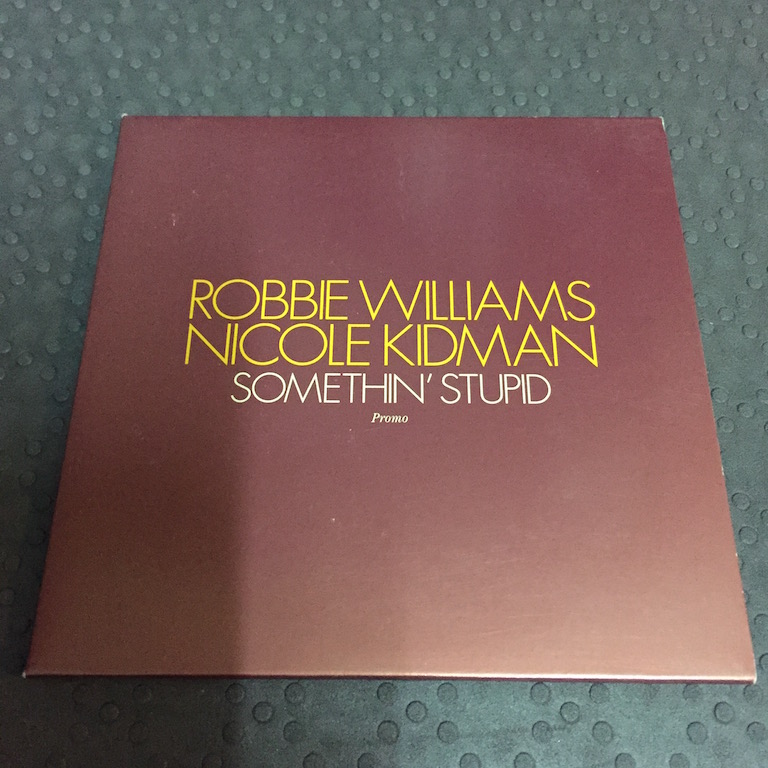 ROBBIE WILLIAMS
NICOLE KIDMAN
SOMETHIN' STUPID
Promo